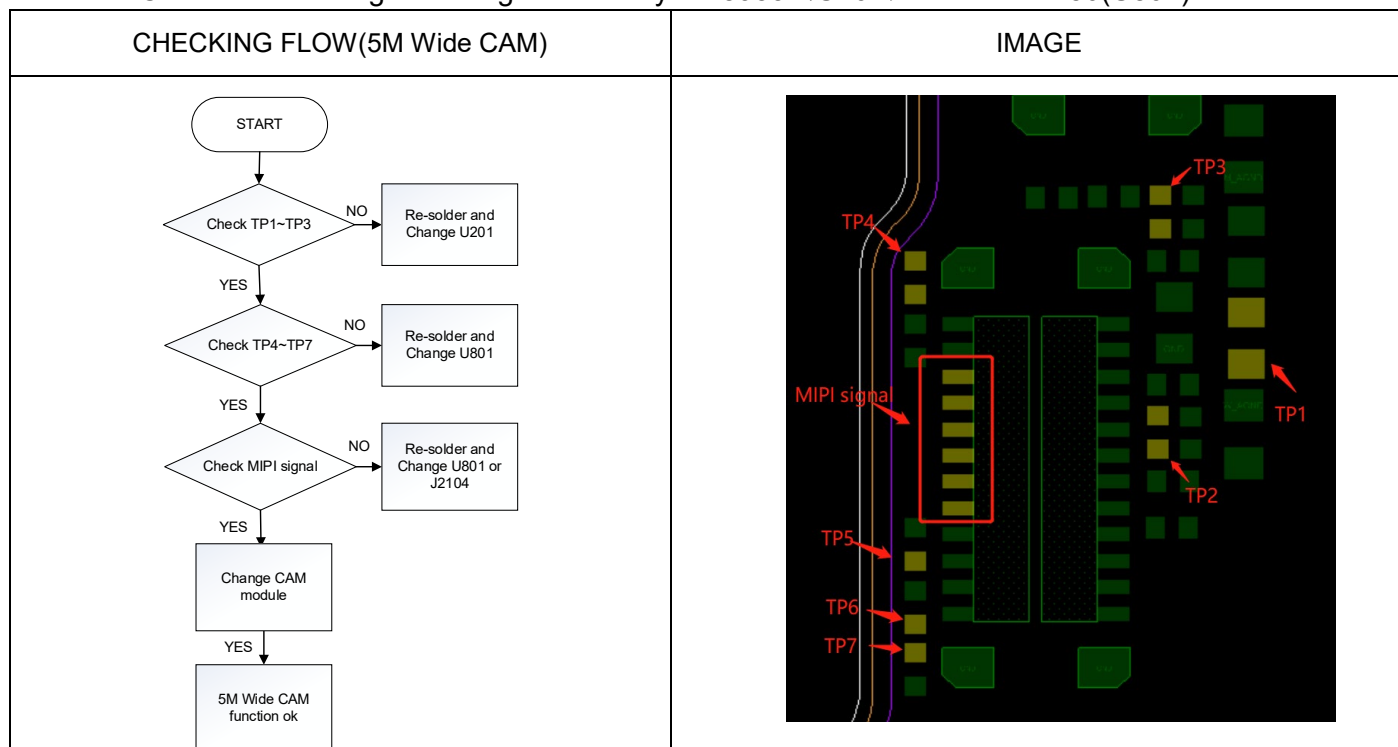 CHECKING FLOW(5M Wide CAM)
IMAGE
START
Check TP1~TP3
NO
Re-solder and
Change U201
YES
Check TP4~TP7
NO
Re-solder and
Change U801
YES
Check MIPI signal
NO
Re-solder and
Change U801 or
J2104
YES
Change CAM
module
YES
5M Wide CAM
function ok
TP3
TP4
MIPI signal
TP1
TP2
TP5
TP6
TP7